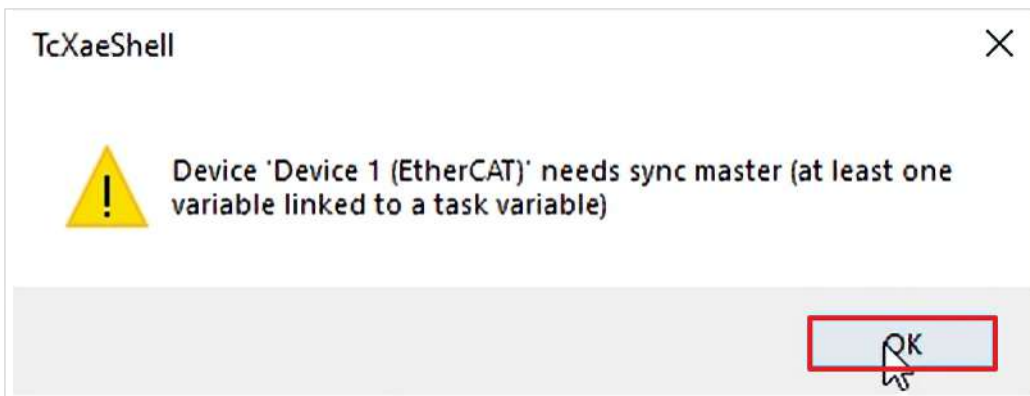 TcXaeShell
Device 'Device 1 (EtherCAT)' needs sync master (at least one
variable linked to a task variable)
OK